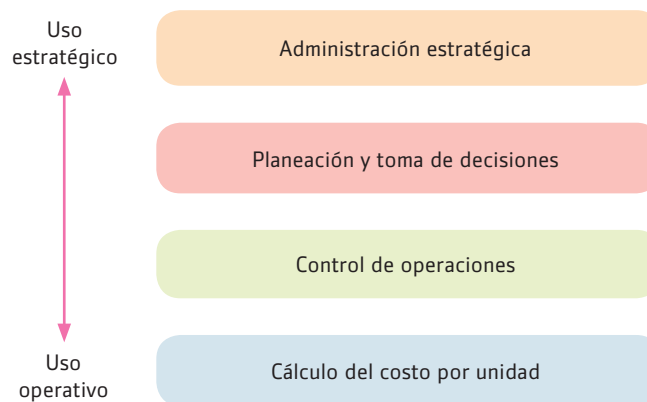 Uso
estratégico
Administración estratégica
Planeación y toma de decisiones
Control de operaciones
Uso
operativo
Cálculo del costo por unidad